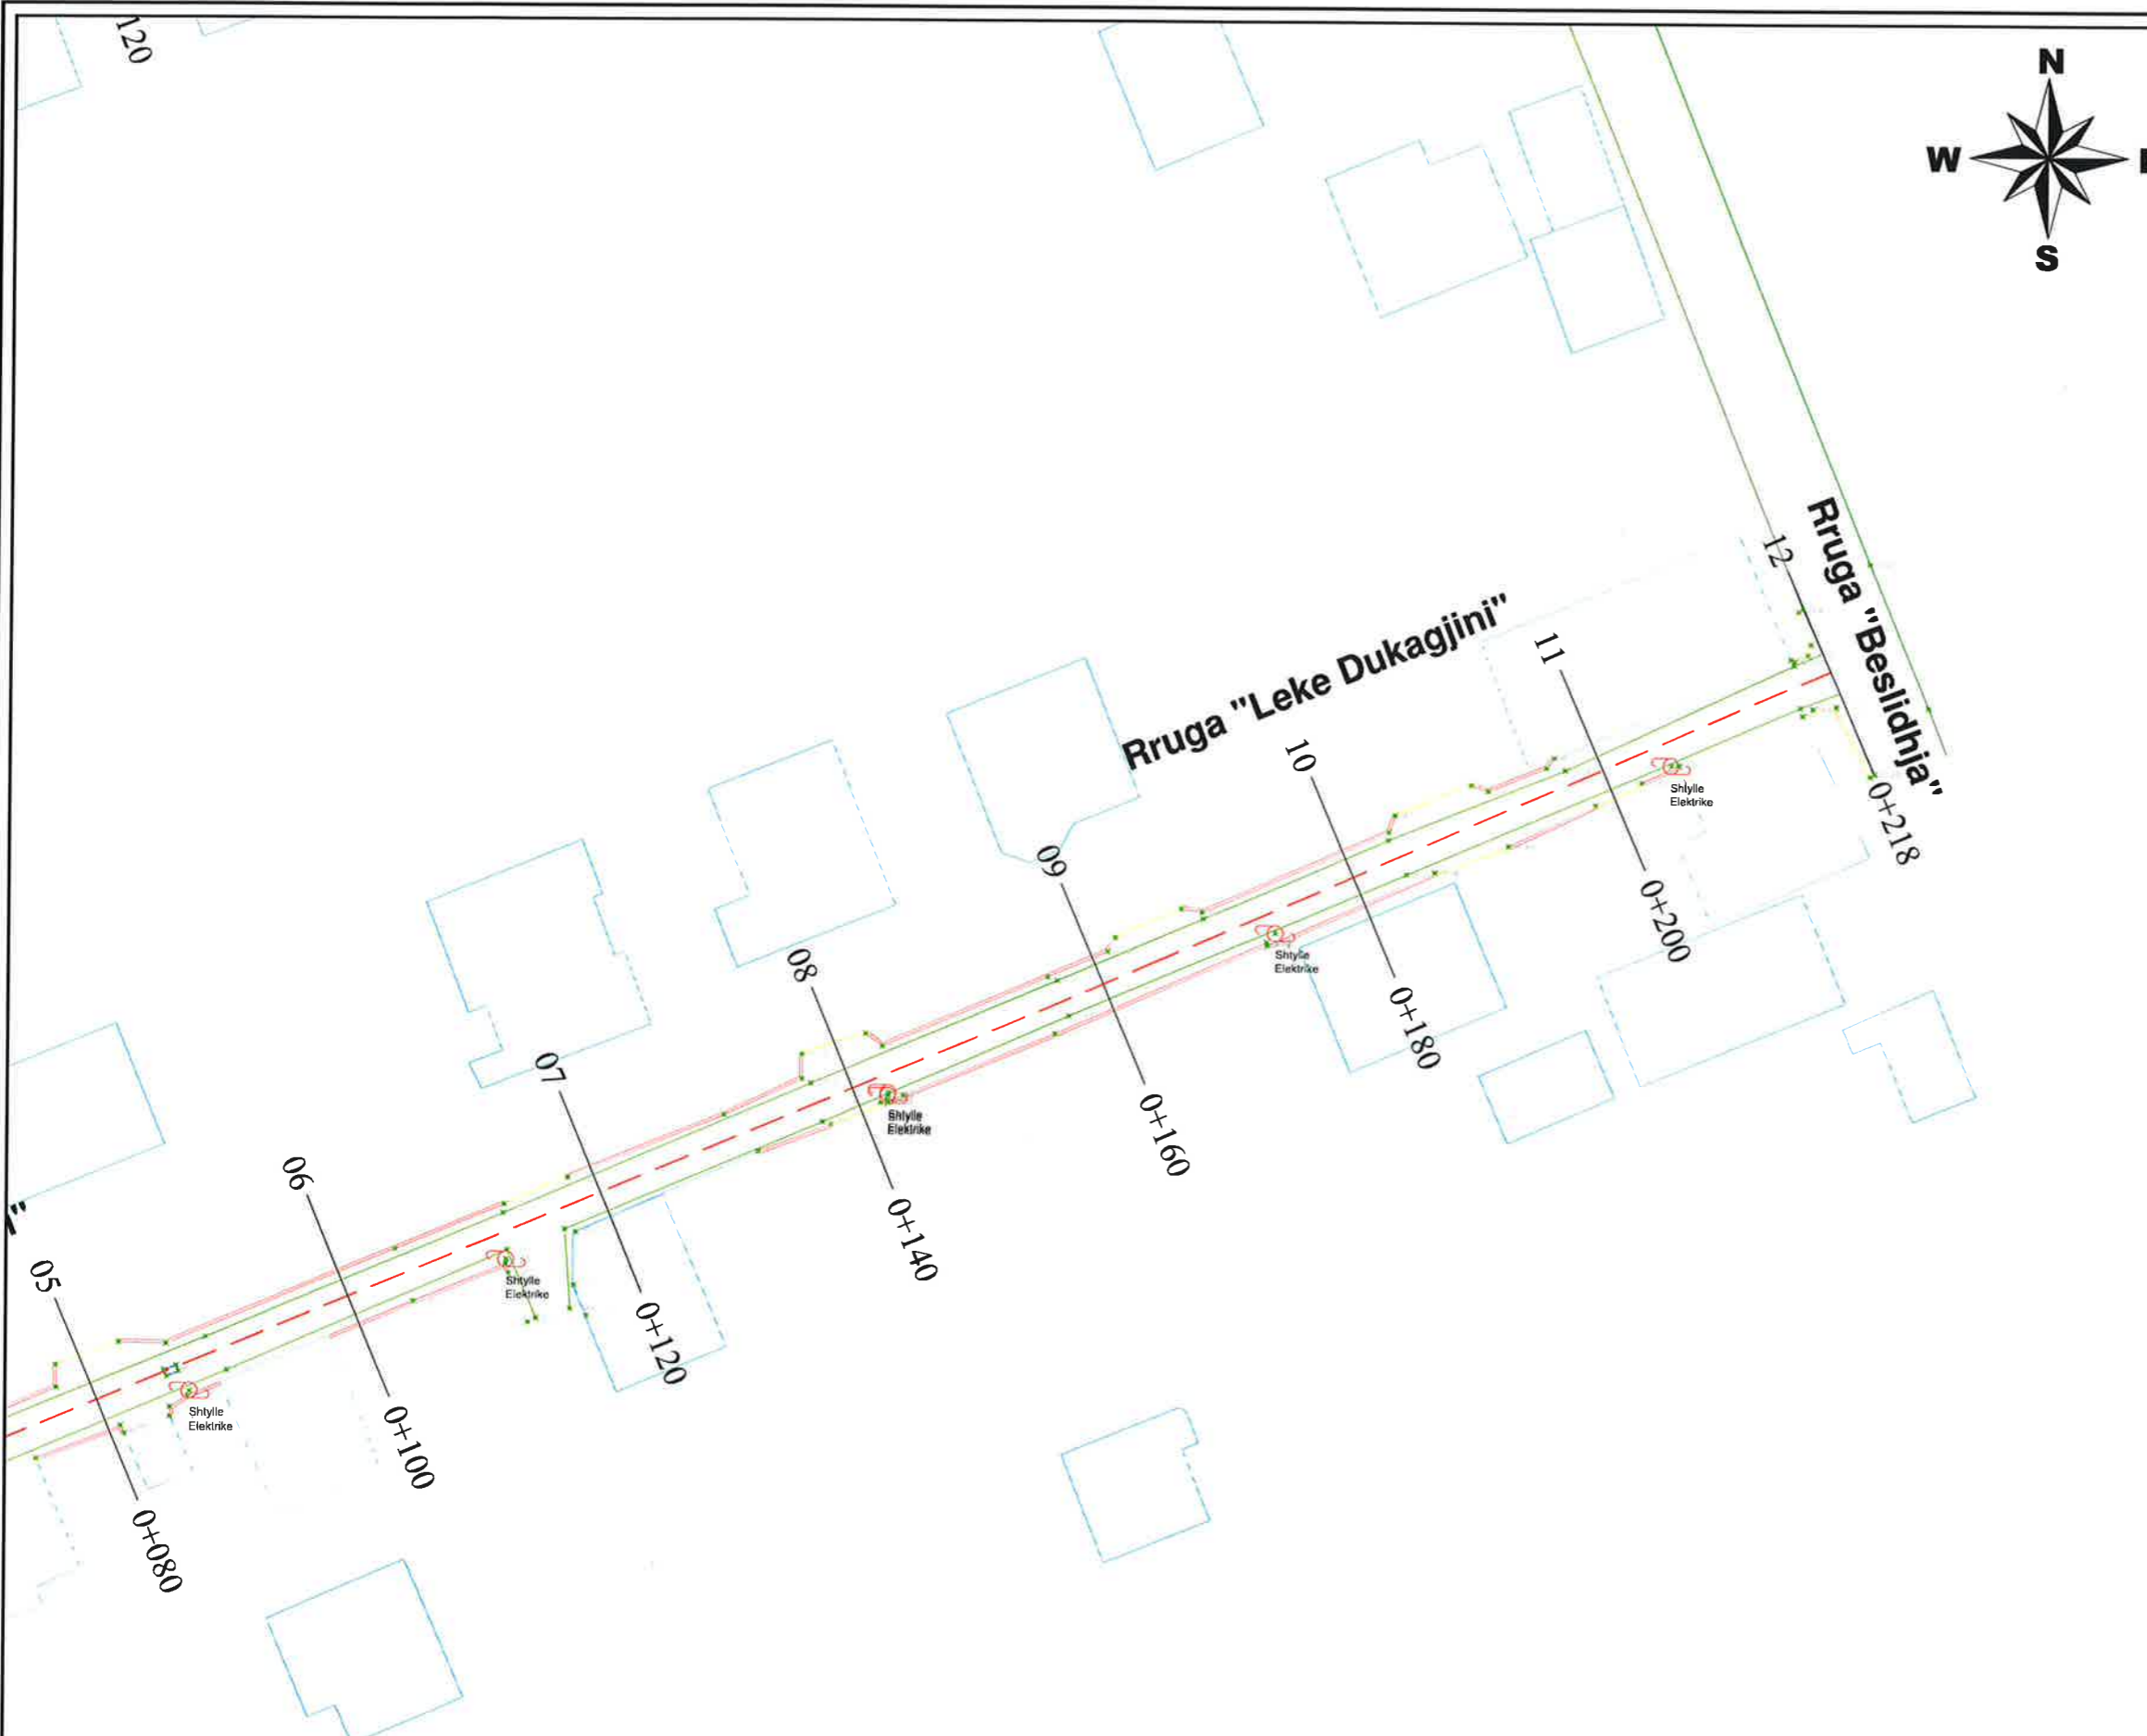 120
N
W
S
12
Rruga "Beslidhja"
0+218
Rruga "Leke Dukagjini"
11
0+200
Shtylle
Elektrike
10
0+180
Shtylle
Elektrike
09
0+160
08
0+140
Shtylle
Elektrike
07
0+120
Shtylle
Elektrike
06
0+100
05
0+080
Shtylle
Elektrike